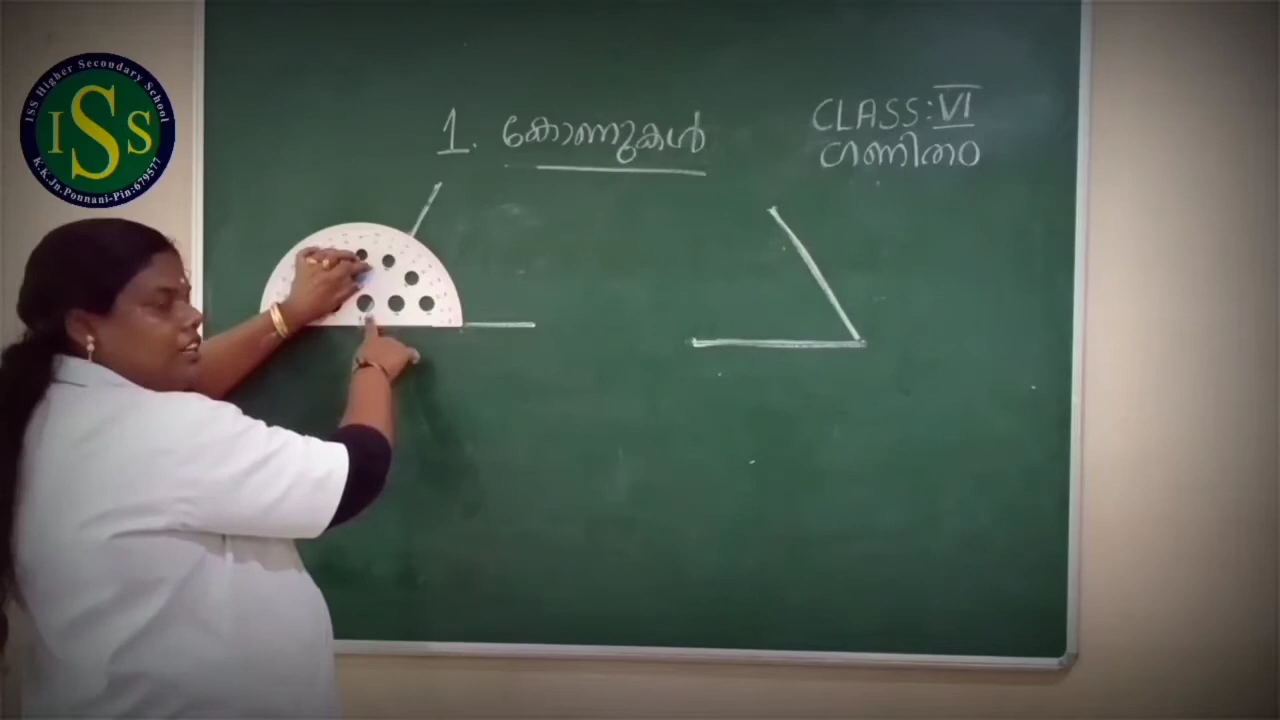 ISS Higher Secondary School
ISS
K.K.Jn.Ponnani-Pin:679577
1. കോണുകൾ
CLASS: VI
ഗണിതം